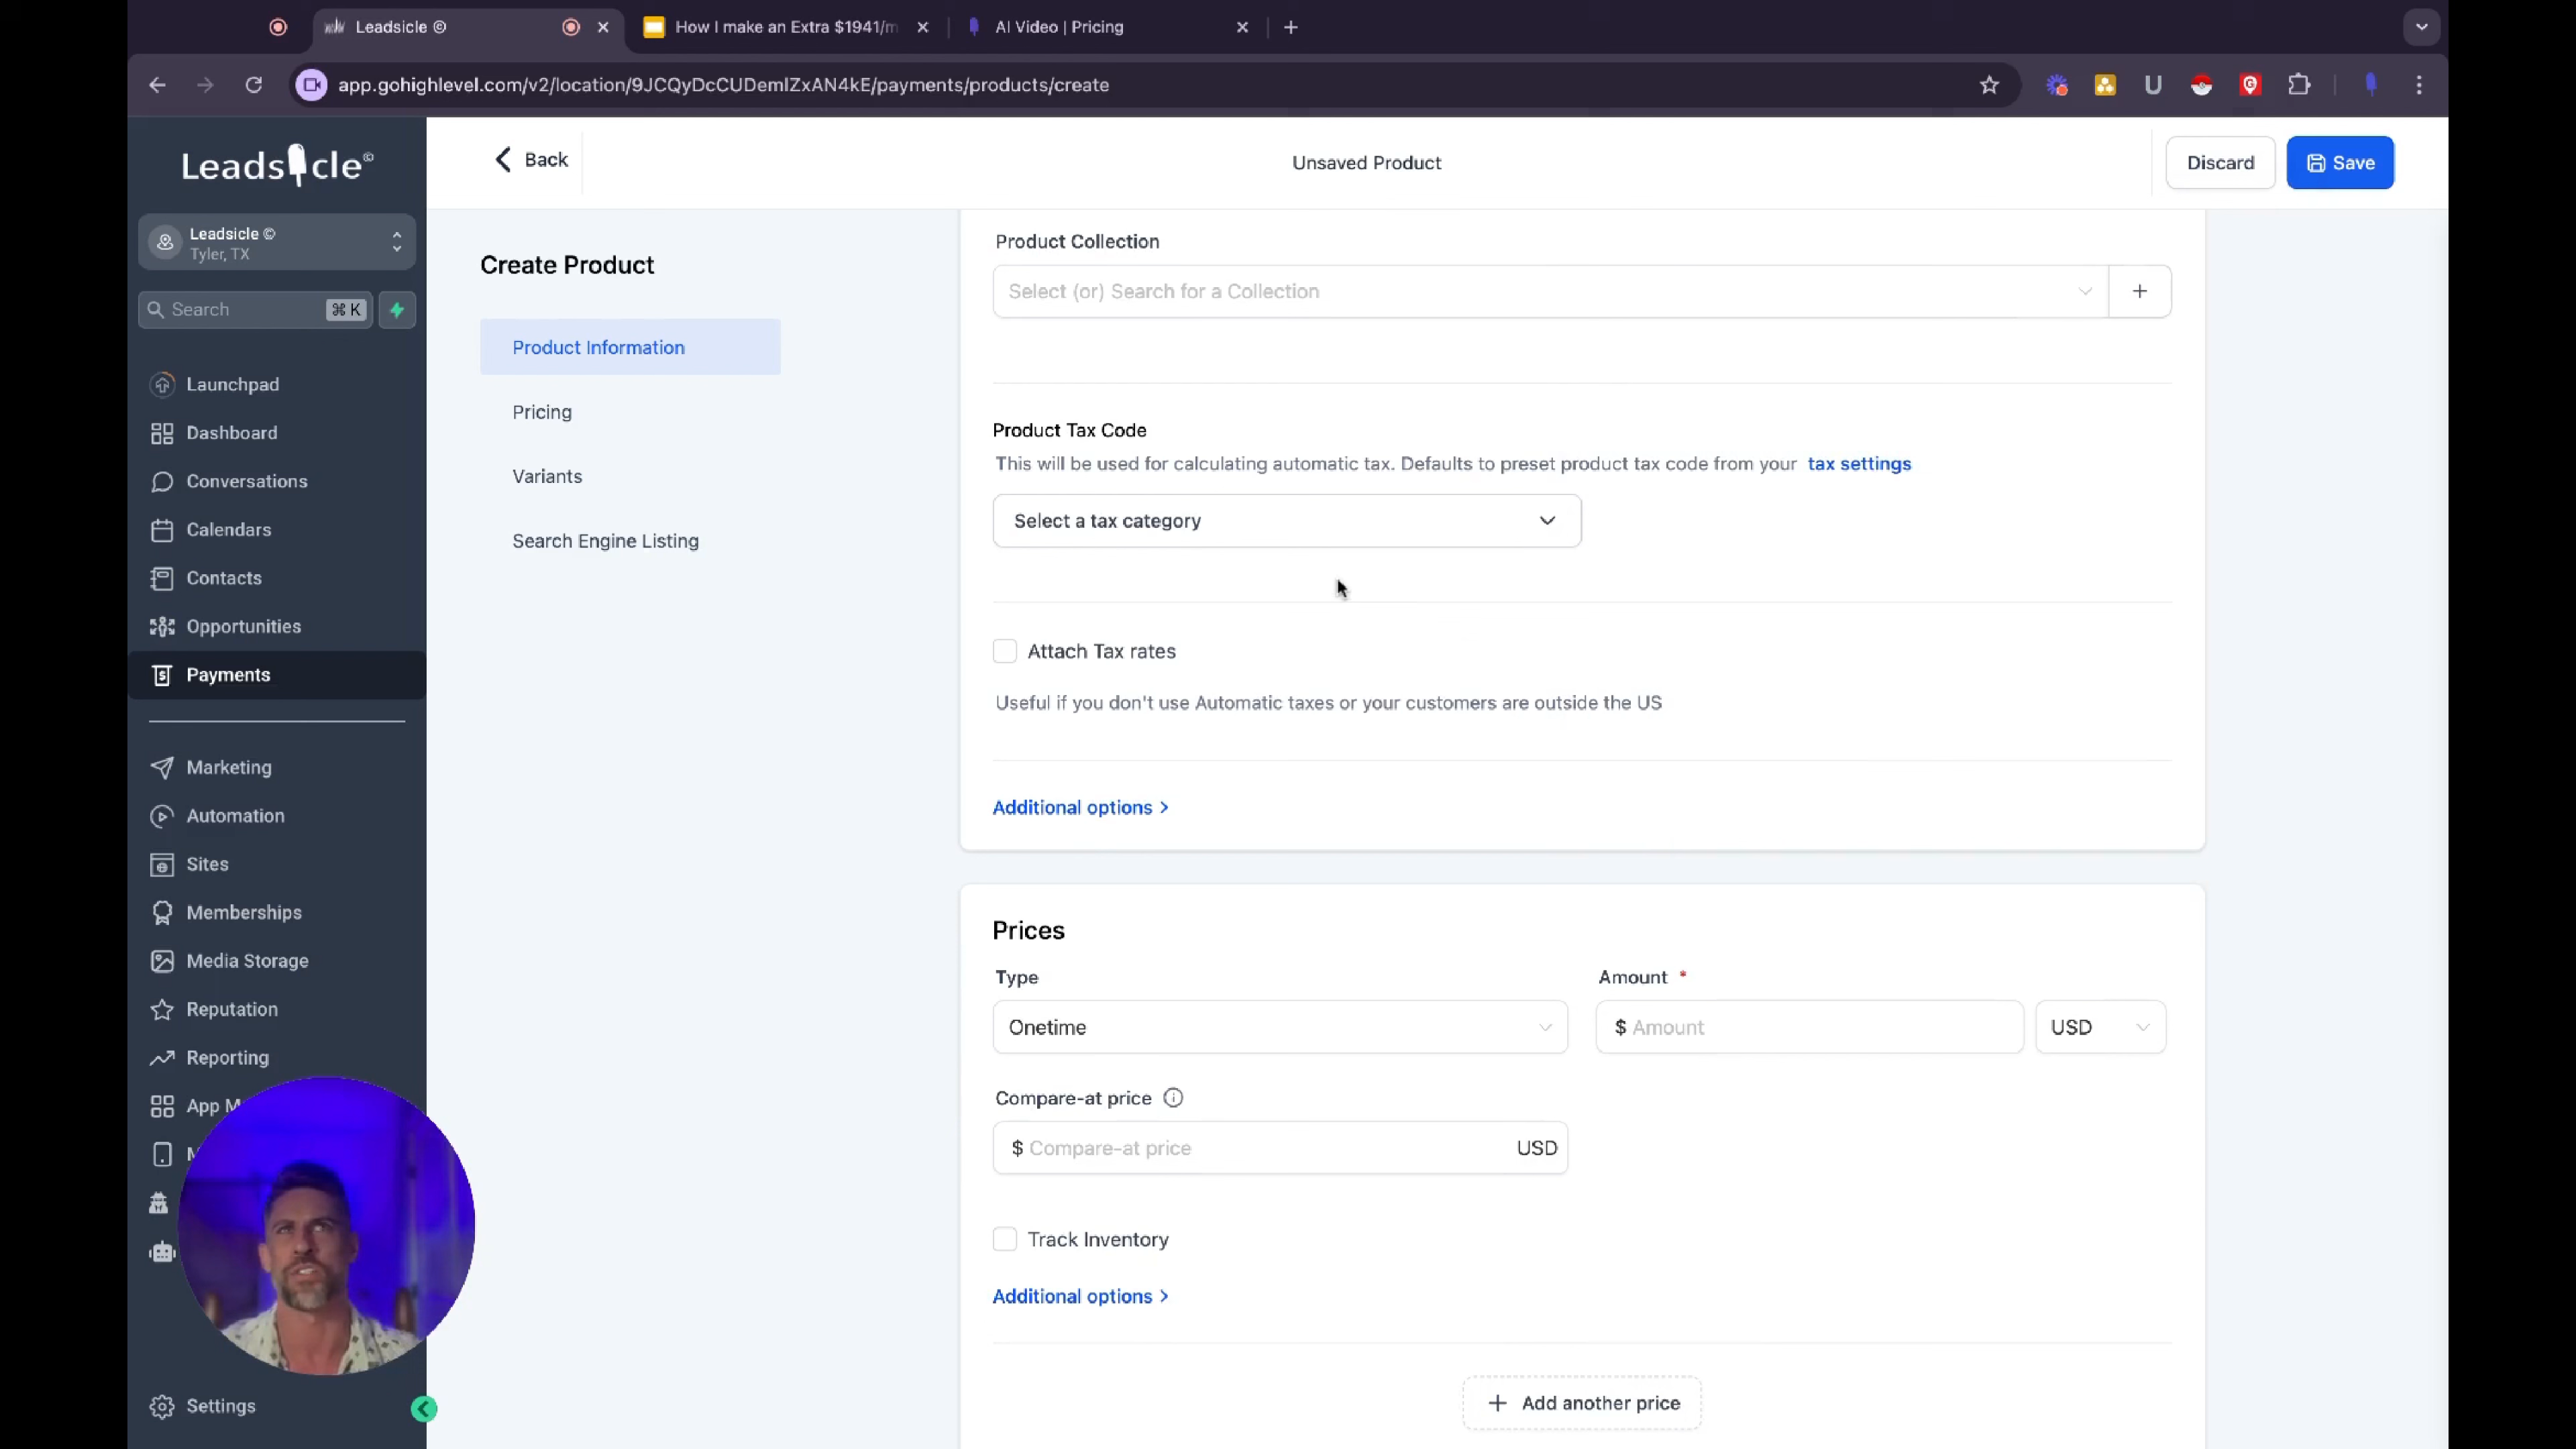 Leadsicle ©
How I make an Extra $1941/m
AI Video | Pricing
app.gohighlevel.com/v2/location/9JCQyDcCUDemIZxAN4kE/payments/products/create
Leadsicle©
Back
Unsaved Product
Discard
Save
Leadsicle ©
Tyler, TX
Search
⌘ K
Launchpad
Dashboard
Conversations
Calendars
Contacts
Opportunities
Payments
Marketing
Automation
Sites
Memberships
Media Storage
Reputation
Reporting
App M
Settings
Create Product
Product Information
Pricing
Variants
Search Engine Listing
Product Collection
Select (or) Search for a Collection
Product Tax Code
This will be used for calculating automatic tax. Defaults to preset product tax code from your tax settings
Select a tax category
Attach Tax rates
Useful if you don't use Automatic taxes or your customers are outside the US
Additional options >
Prices
Type
Amount *
Onetime
$ Amount
USD
Compare-at price
$ Compare-at price
USD
Track Inventory
Additional options >
+ Add another price